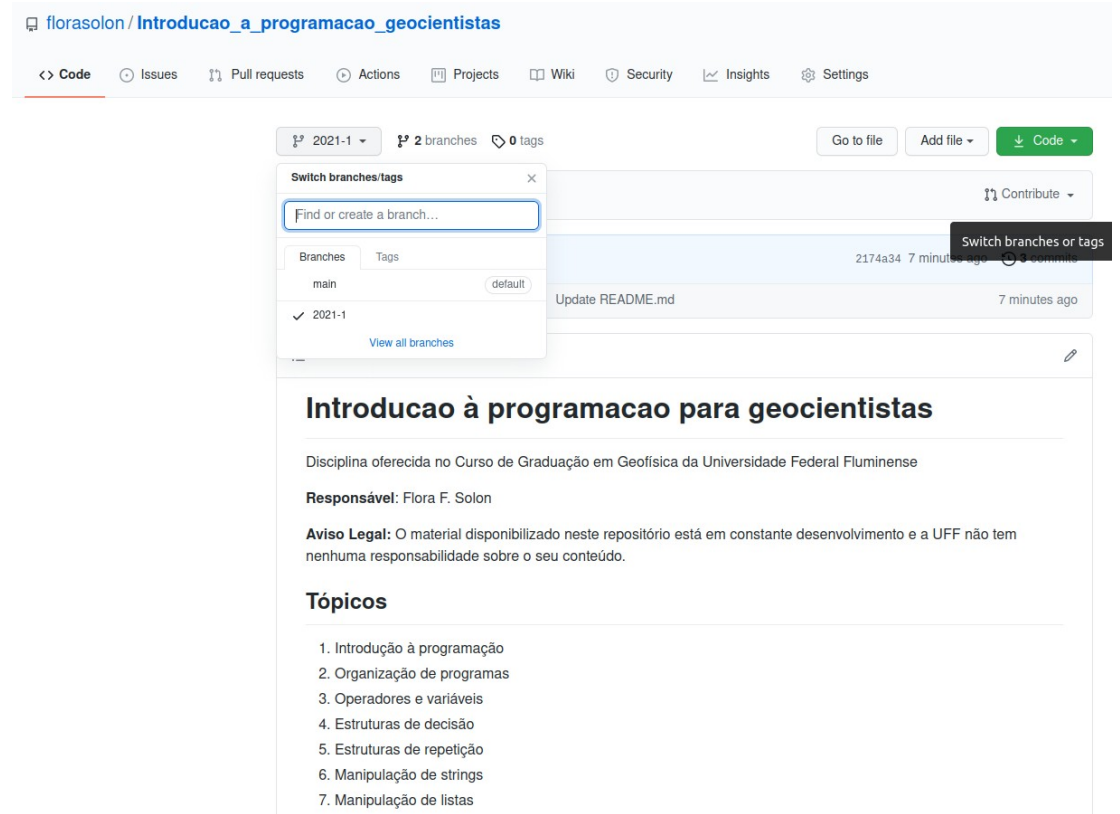 florasolon / Introducao_a_programacao_geocientistas
<> Code Issues Pull requests Actions Projects Wiki Security Insights Settings
2021-1 2 branches 0 tags Go to file Add file Code
Switch branches/tags
Contribute
Find or create a branch...
Switch branches or tags
Branches Tags
2174a34 7 minutes ago 3 commits
main default
Update README.md 7 minutes ago
2021-1
View all branches
Introducao à programacao para geocientistas
Disciplina oferecida no Curso de Graduação em Geofísica da Universidade Federal Fluminense
Responsável: Flora F. Solon
Aviso Legal: O material disponibilizado neste repositório está em constante desenvolvimento e a UFF não tem
nenhuma responsabilidade sobre o seu conteúdo.
Tópicos
1. Introdução à programação
2. Organização de programas
3. Operadores e variáveis
4. Estruturas de decisão
5. Estruturas de repetição
6. Manipulação de strings
7. Manipulação de listas